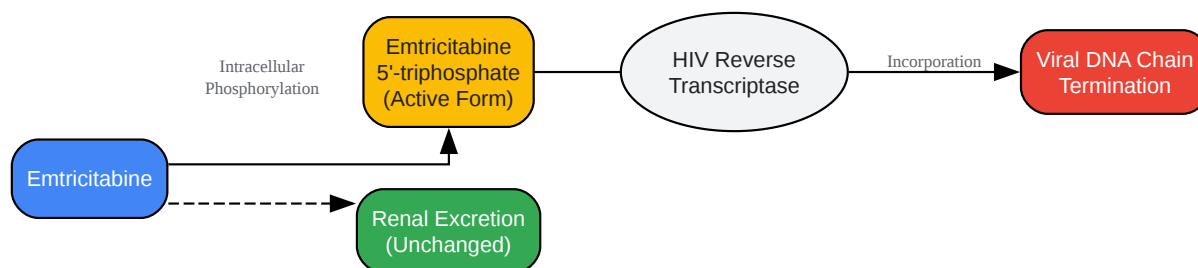 Intracellular
Phosphorylation
Emtricitabine
5'-triphosphate
(Active Form)
HIV Reverse
Transcriptase
Incorporation
Viral DNA Chain
Termination
Emtricitabine
Renal Excretion
(Unchanged)